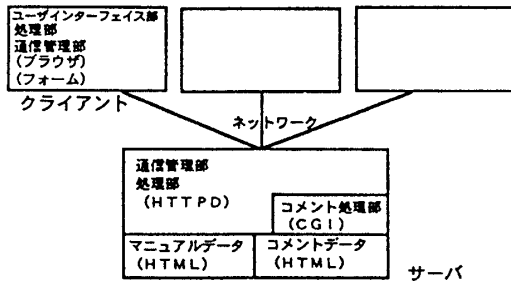 ユーザインターフェイス部
処理部
通信管理部
(ブラウザ)
(フォーム)
クライアント
ネットワーク
通信管理部
処理部
(HTTPD)
コメント処理部
(CGI)
マニュアルデータ
(HTML)
コメントデータ
(HTML)
サーバ